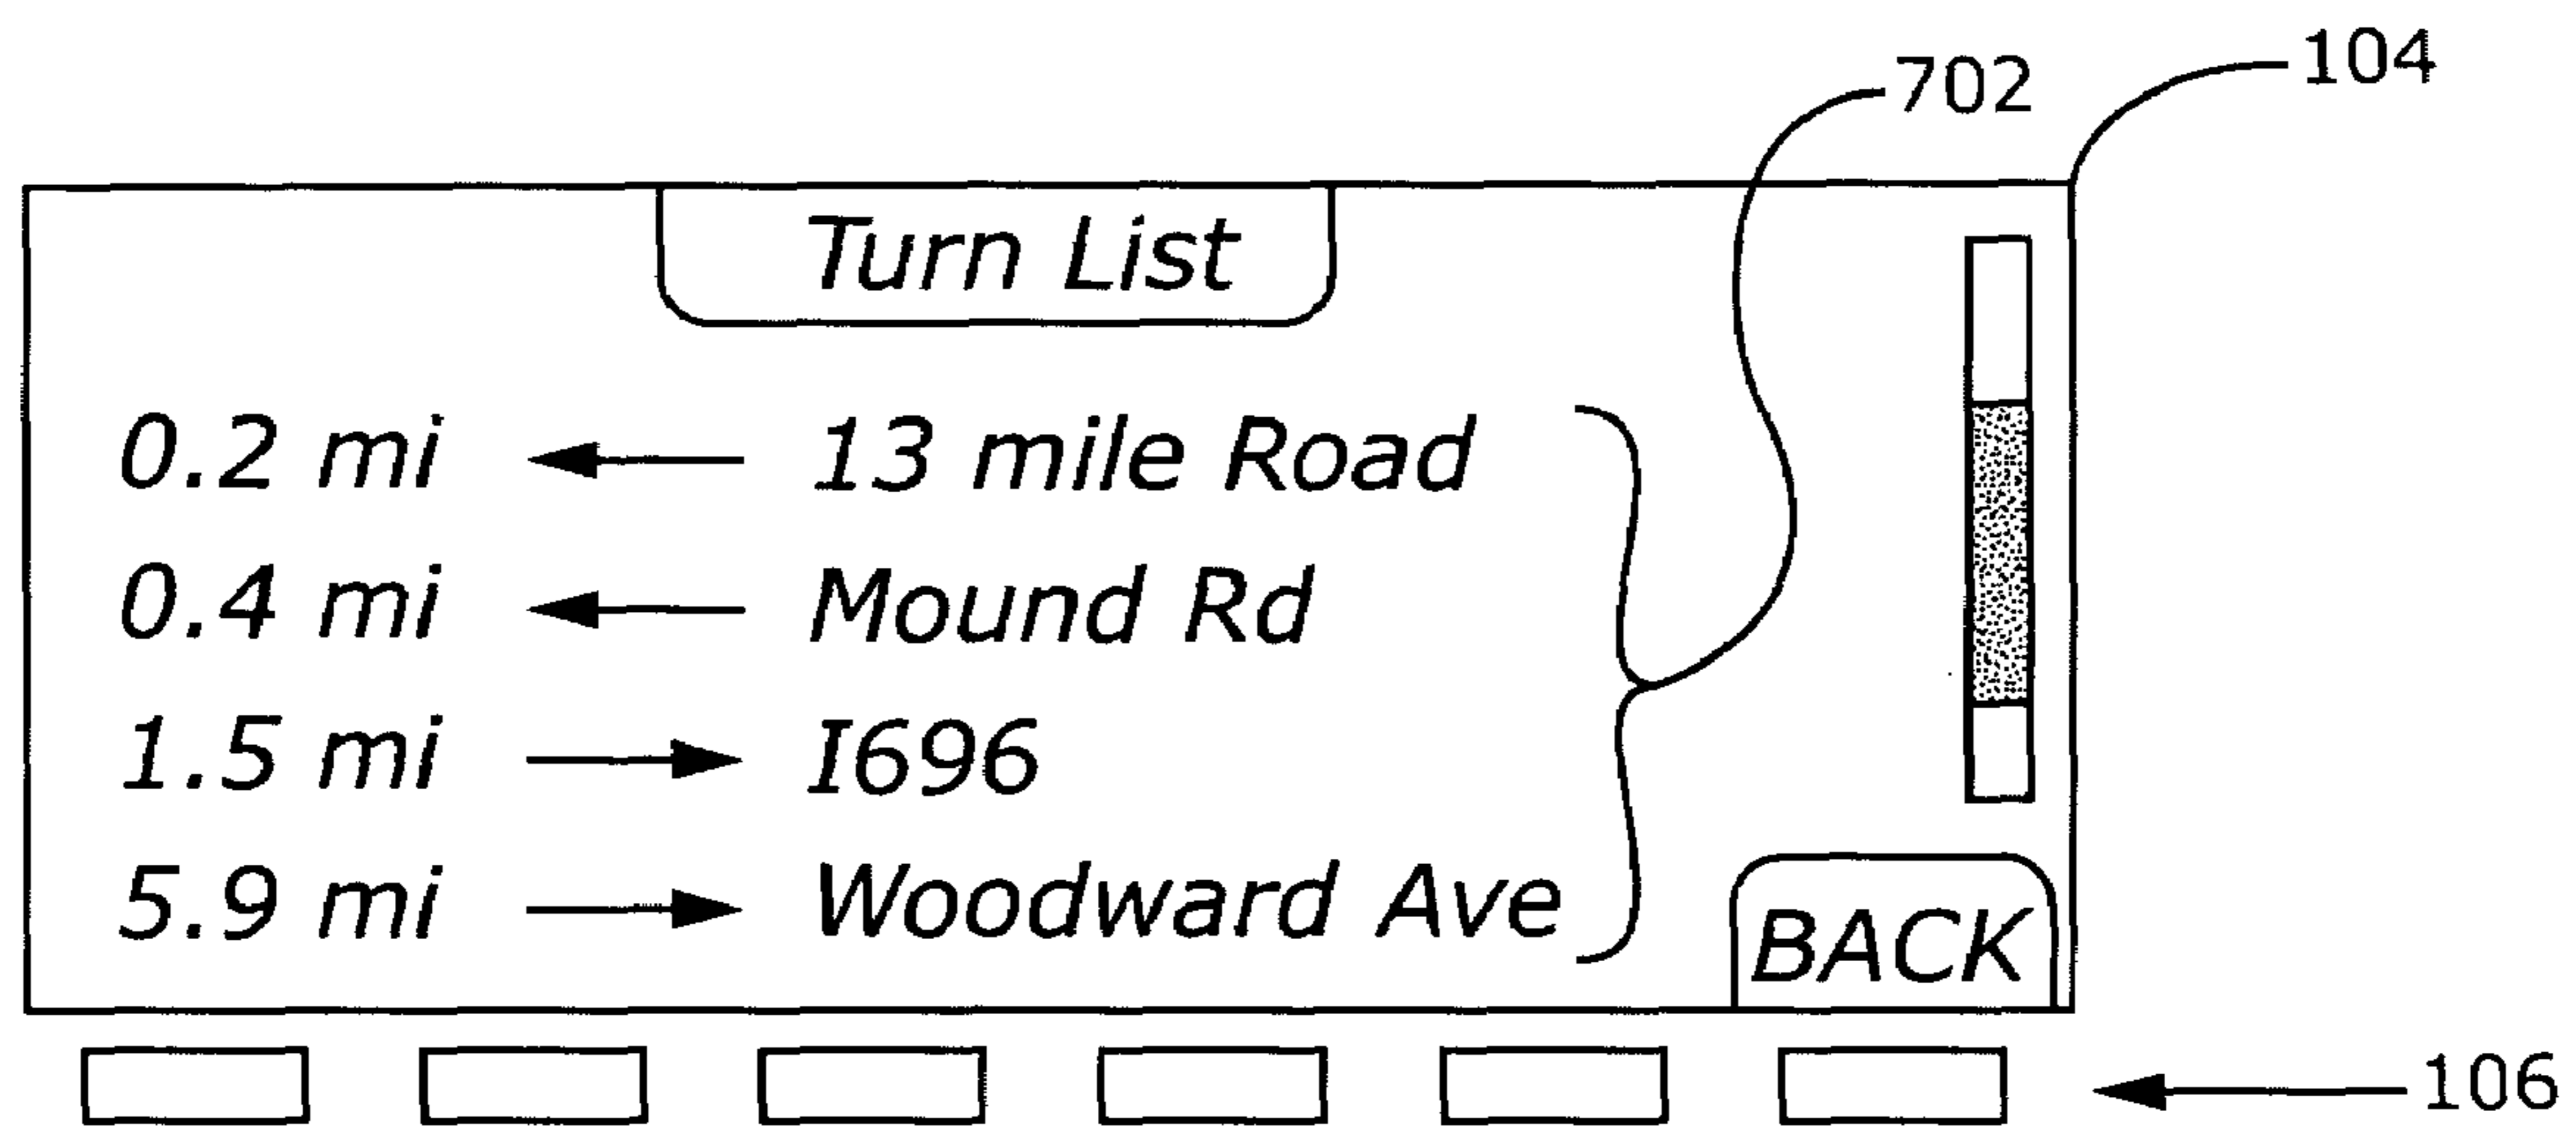 104
702
Turn List
0.2 mi 13 mile Road
0.4 mi Mound Rd
1.5 mi I696
5.9 mi Woodward Ave
BACK
106